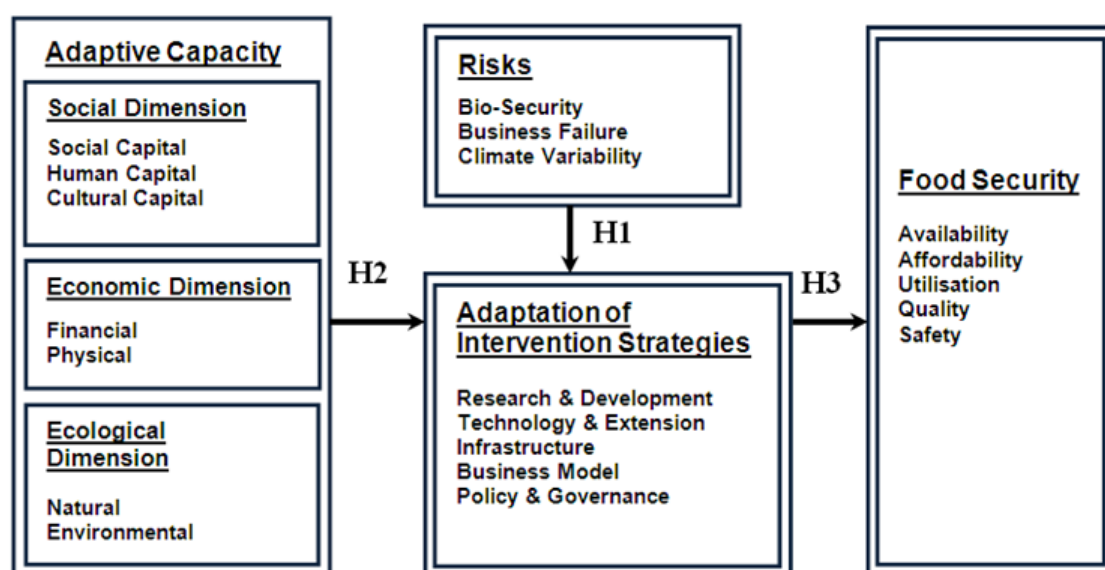 Adaptive Capacity
Social Dimension
Social Capital
Human Capital
Cultural Capital
Economic Dimension
Financial
Physical
Ecological
Dimension
Natural
Environmental
H2
Risks
Bio-Security
Business Failure
Climate Variability
H1
Adaptation of
Intervention Strategies
Research & Development
Technology & Extension
Infrastructure
Business Model
Policy & Governance
H3
Food Security
Availability
Affordability
Utilisation
Quality
Safety